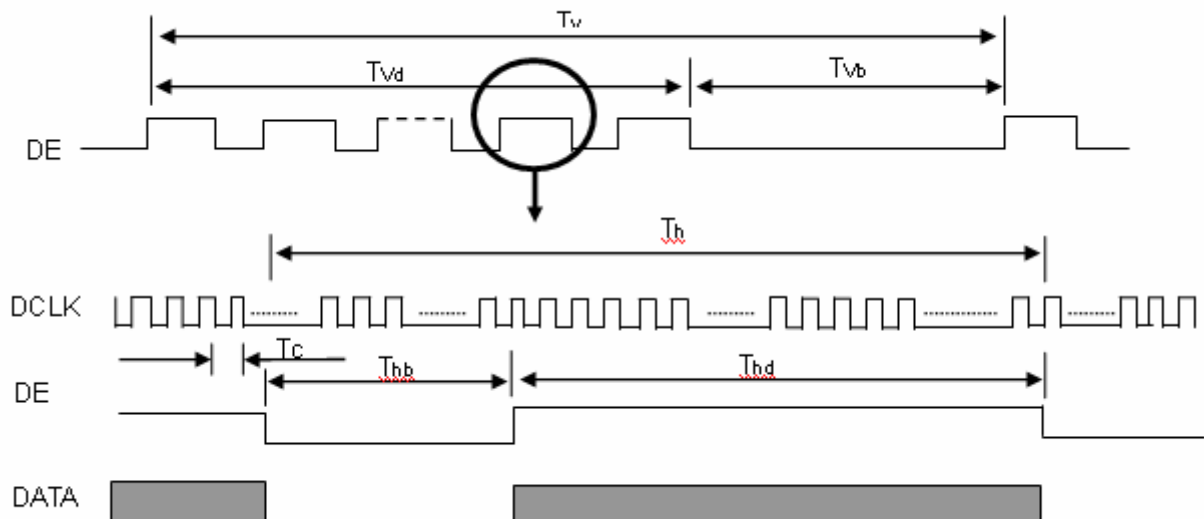 Tv
Tvd
Tvb
DE
Th
DCLK
Tc
Thb
Thd
DE
DATA